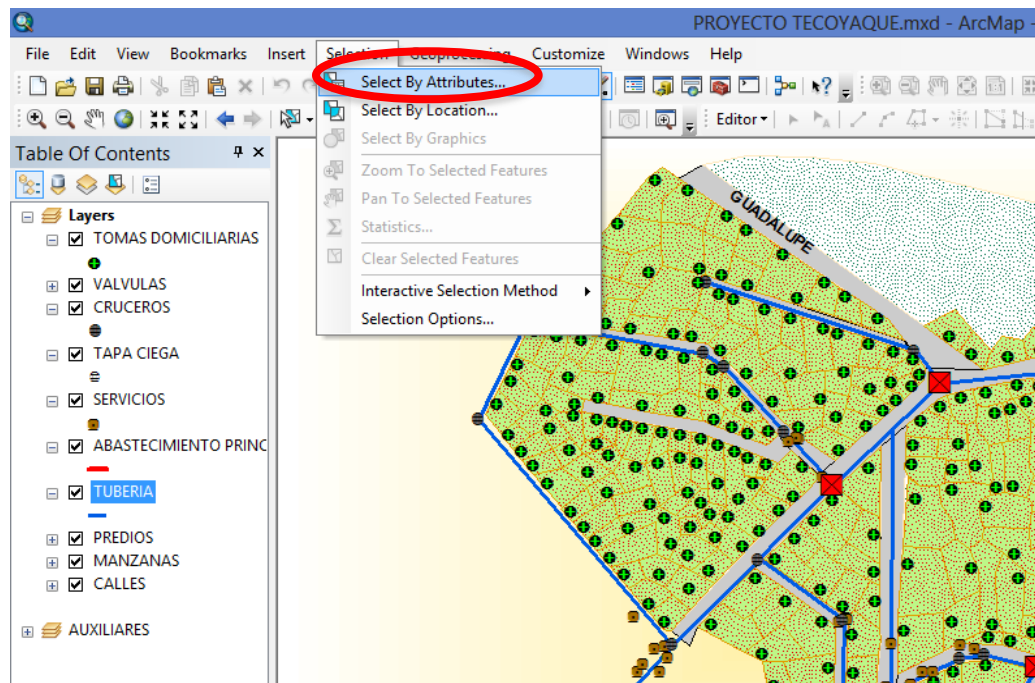 PROYECTO TECOYAQUE.mxd - ArcMap -
File Edit View Bookmarks Insert Selection Geoprocessing Customize Windows Help
Select By Attributes...
Select By Location...
Select By Graphics
Zoom To Selected Features
Pan To Selected Features
Statistics...
Clear Selected Features
Interactive Selection Method
Selection Options...
Editor
Table Of Contents
Layers
TOMAS DOMICILIARIAS
VALVULAS
CRUCEROS
TAPA CIEGA
SERVICIOS
ABASTECIMIENTO PRINC
TUBERIA
PREDIOS
MANZANAS
CALLES
AUXILIARES
GUADALUPE